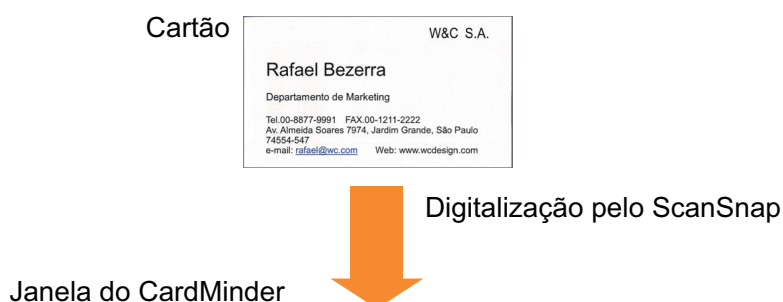 Cartão
W&C S.A.
Rafael Bezerra
Departamento de Marketing
Tel.00-8877-9991 FAX.00-1211-2222
Av. Almeida Soares 7974, Jardim Grande, São Paulo
74554-547
e-mail: rafael@wc.com Web: www.wcdesign.com
Digitalização pelo ScanSnap
Janela do CardMinder